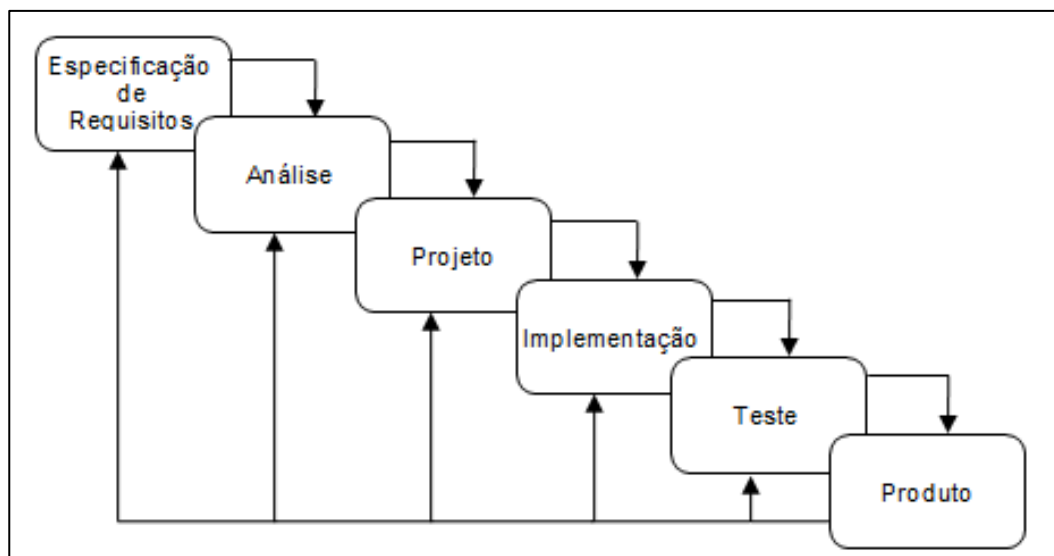 Especificação
de
Requisitos
Análise
Projeto
Implementação
Teste
Produto